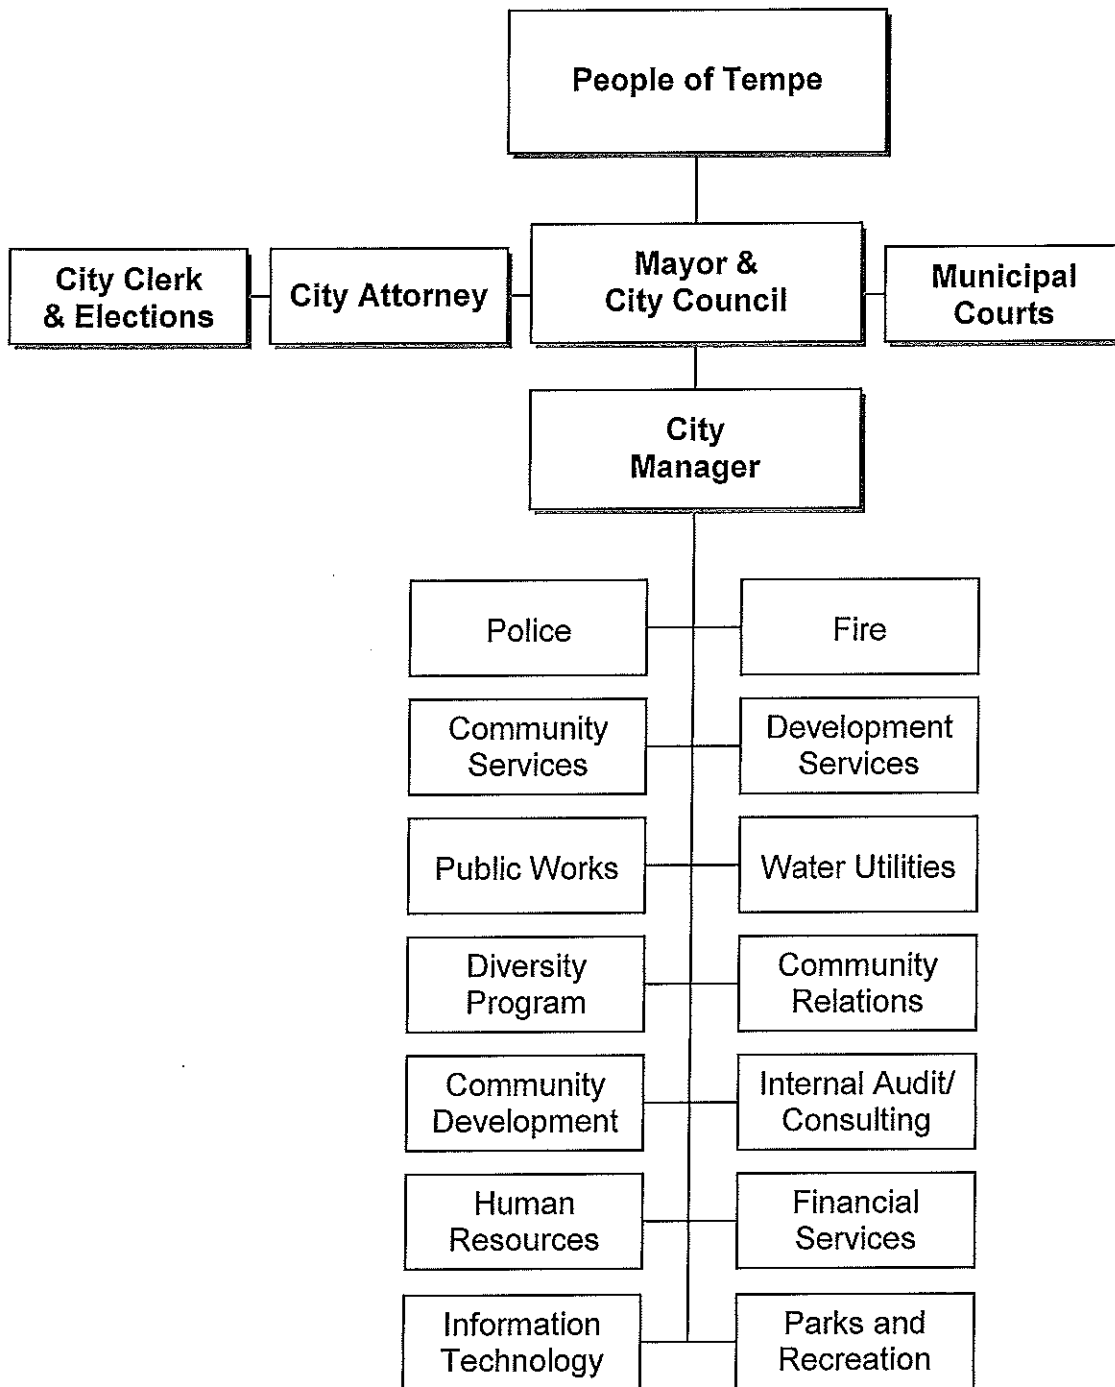 People of Tempe
City Clerk
& Elections
City Attorney
Mayor &
City Council
Municipal
Courts
City
Manager
Police
Fire
Community
Services
Development
Services
Public Works
Water Utilities
Diversity
Program
Community
Relations
Community
Development
Internal Audit/
Consulting
Human
Resources
Financial
Services
Information
Technology
Parks and
Recreation